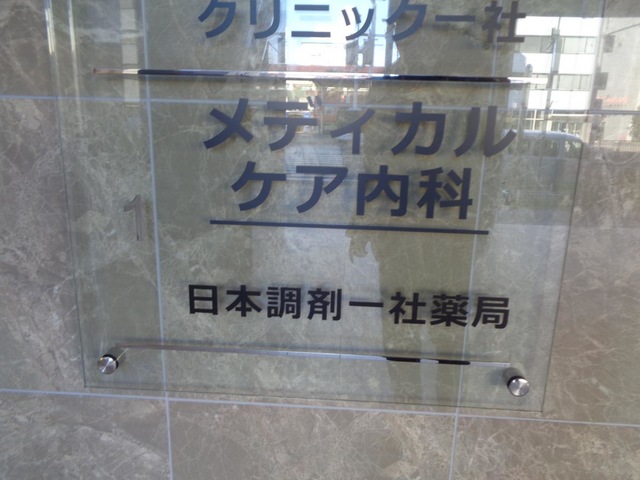 クリニック一社
メディカル
ケア内科
1
日本調剤一社薬局